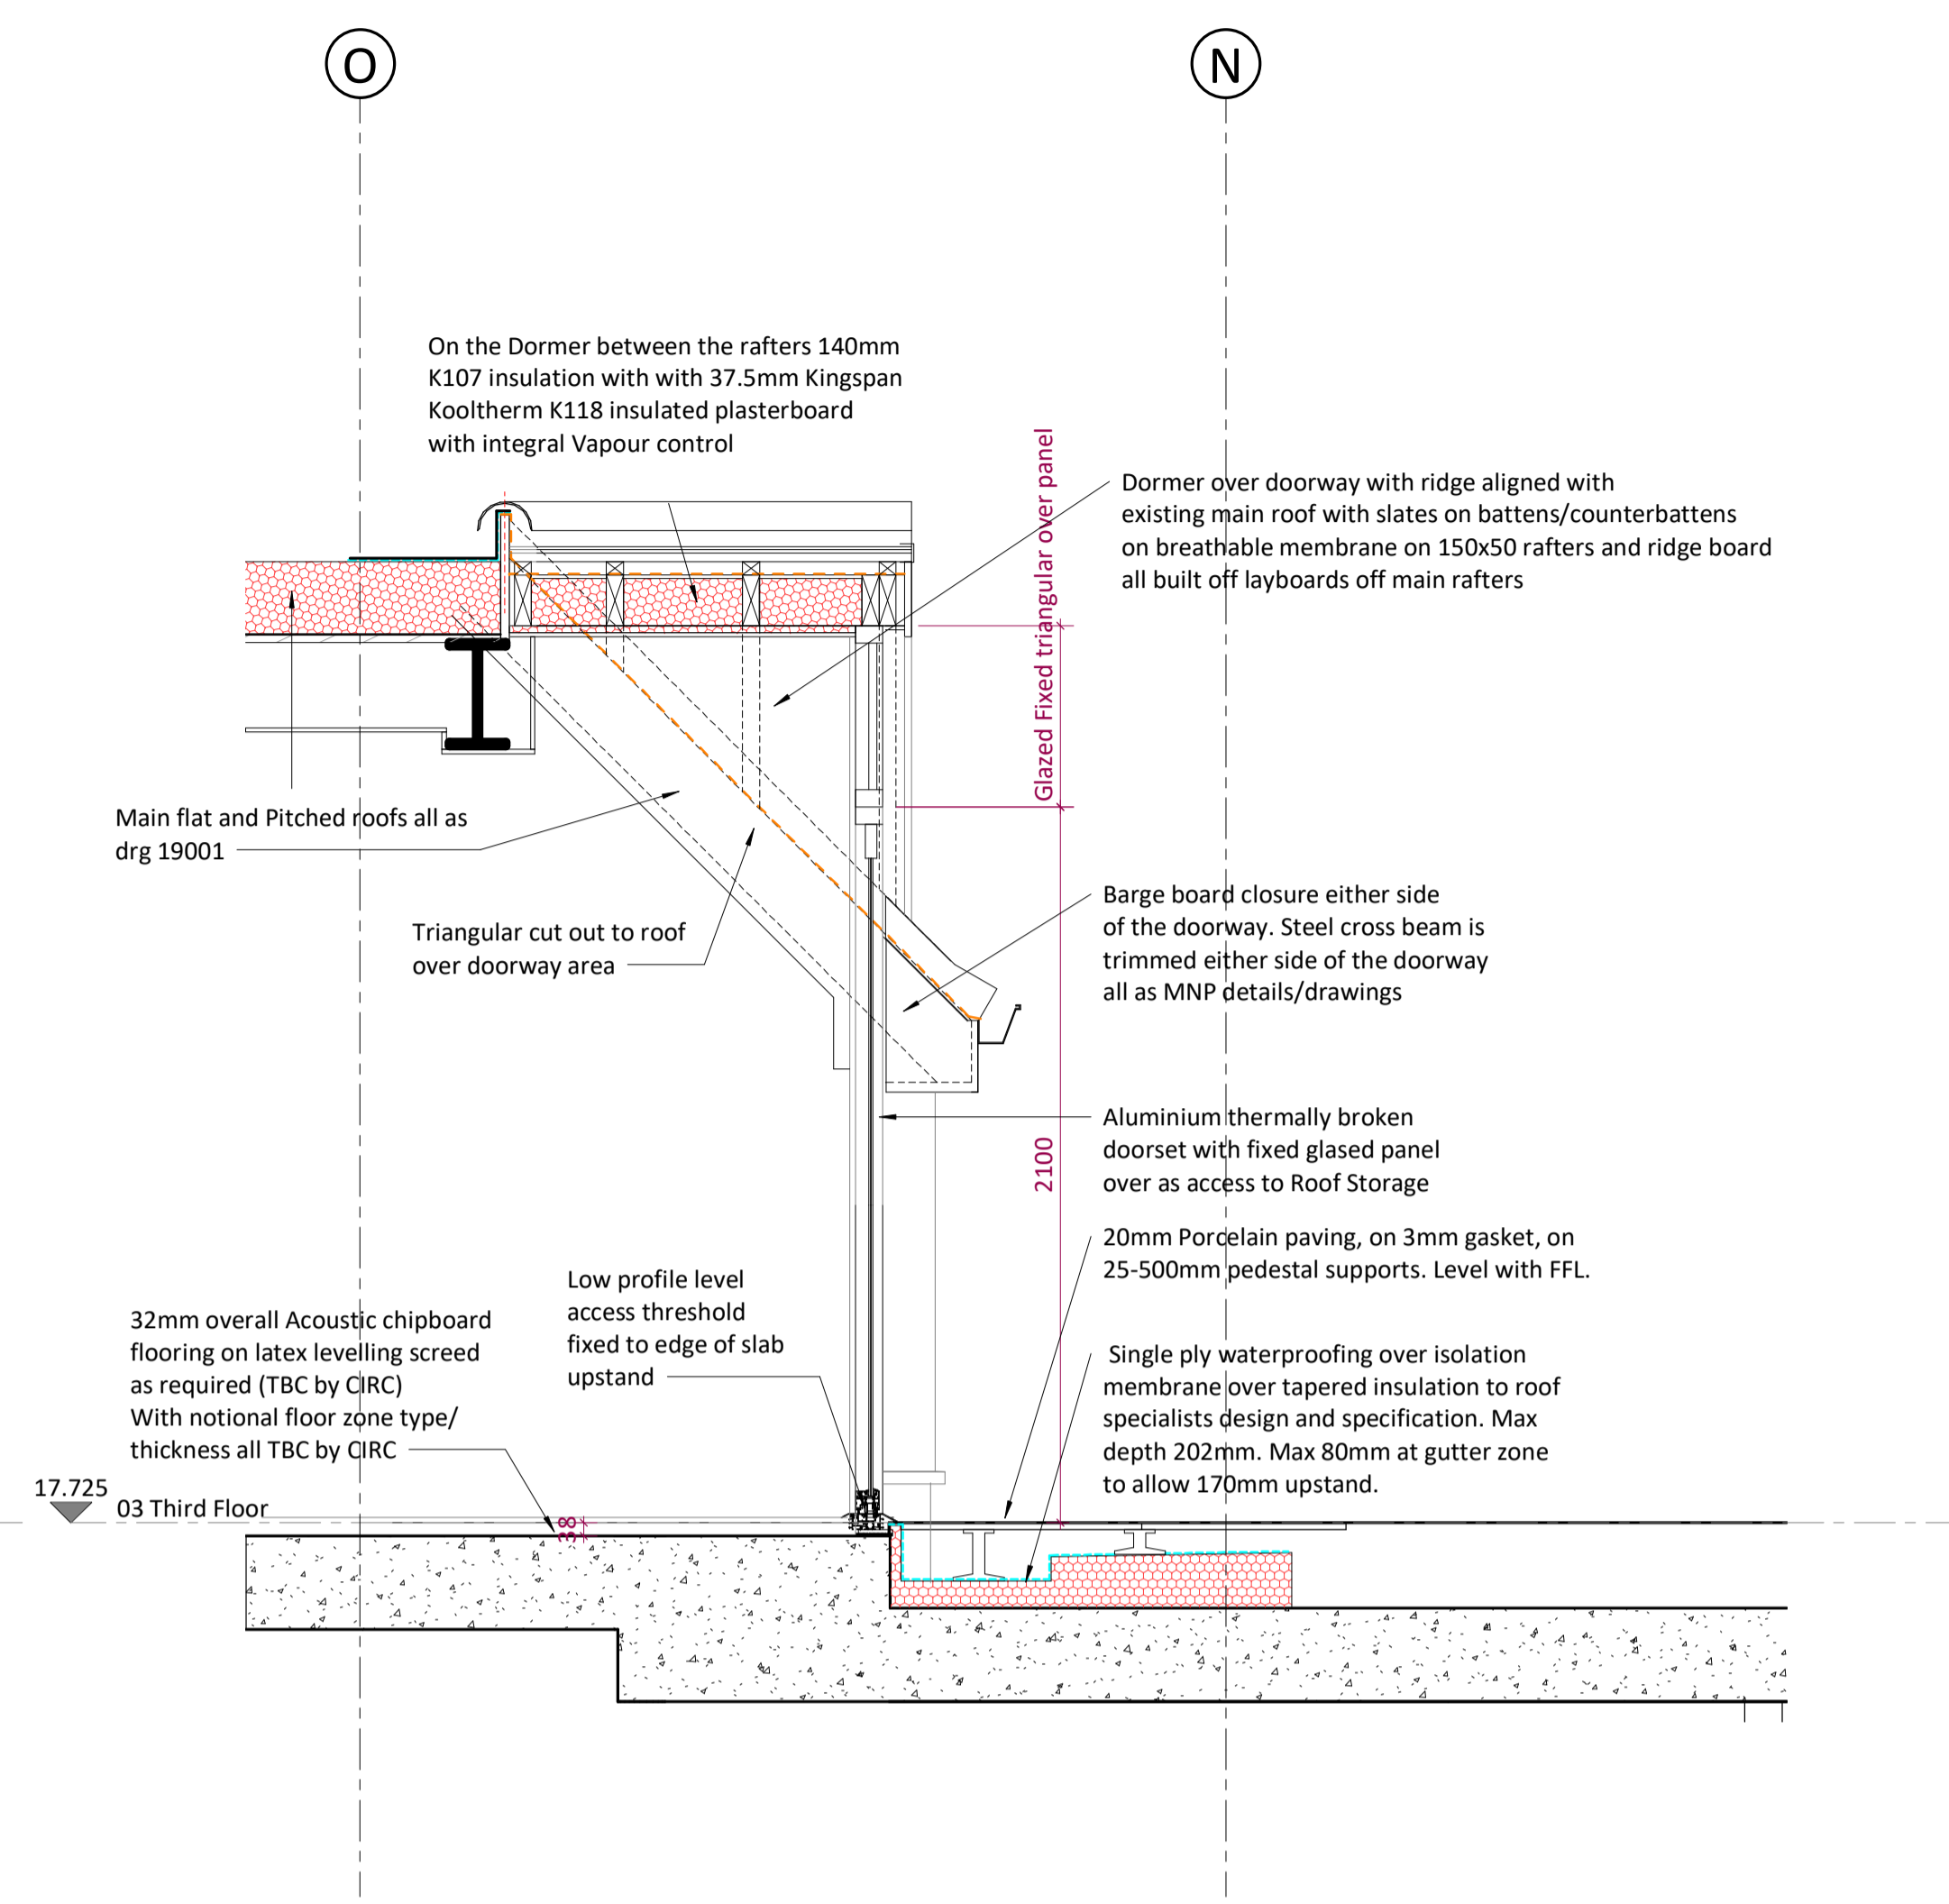 O
N
On the Dormer between the rafters 140mm
K107 insulation with with 37.5mm Kingspan
Kooltherm K118 insulated plasterboard
with integral Vapour control
Glazed Fixed triangular over panel
Dormer over doorway with ridge aligned with
existing main roof with slates on battens/counterbattens
on breathable membrane on 150x50 rafters and ridge board
all built off layboards off main rafters
Main flat and Pitched roofs all as
drg 19001
Triangular cut out to roof
over doorway area
Barge board closure either side
of the doorway. Steel cross beam is
trimmed either side of the doorway
all as MNP details/drawings
Aluminium thermally broken
doorset with fixed glased panel
over as access to Roof Storage
2100
20mm Porcelain paving, on 3mm gasket, on
25-500mm pedestal supports. Level with FFL.
Low profile level
access threshold
fixed to edge of slab
upstand
32mm overall Acoustic chipboard
flooring on latex levelling screed
as required (TBC by CIRC)
With notional floor zone type/
thickness all TBC by CIRC
Single ply waterproofing over isolation
membrane over tapered insulation to roof
specialists design and specification. Max
depth 202mm. Max 80mm at gutter zone
to allow 170mm upstand.
17.725
03 Third Floor
38